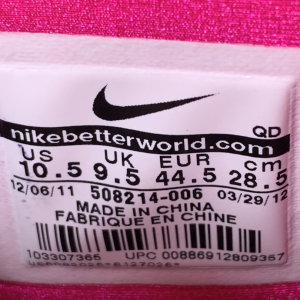 QD
nikebetterworld.com
US UK EUR cm
10.5 9.5 44.5 28.5
12/06/11 508214-006 03/29/12
MADE IN CHINA
FABRIQUE EN CHINE
103307365 UPC 00886912809357